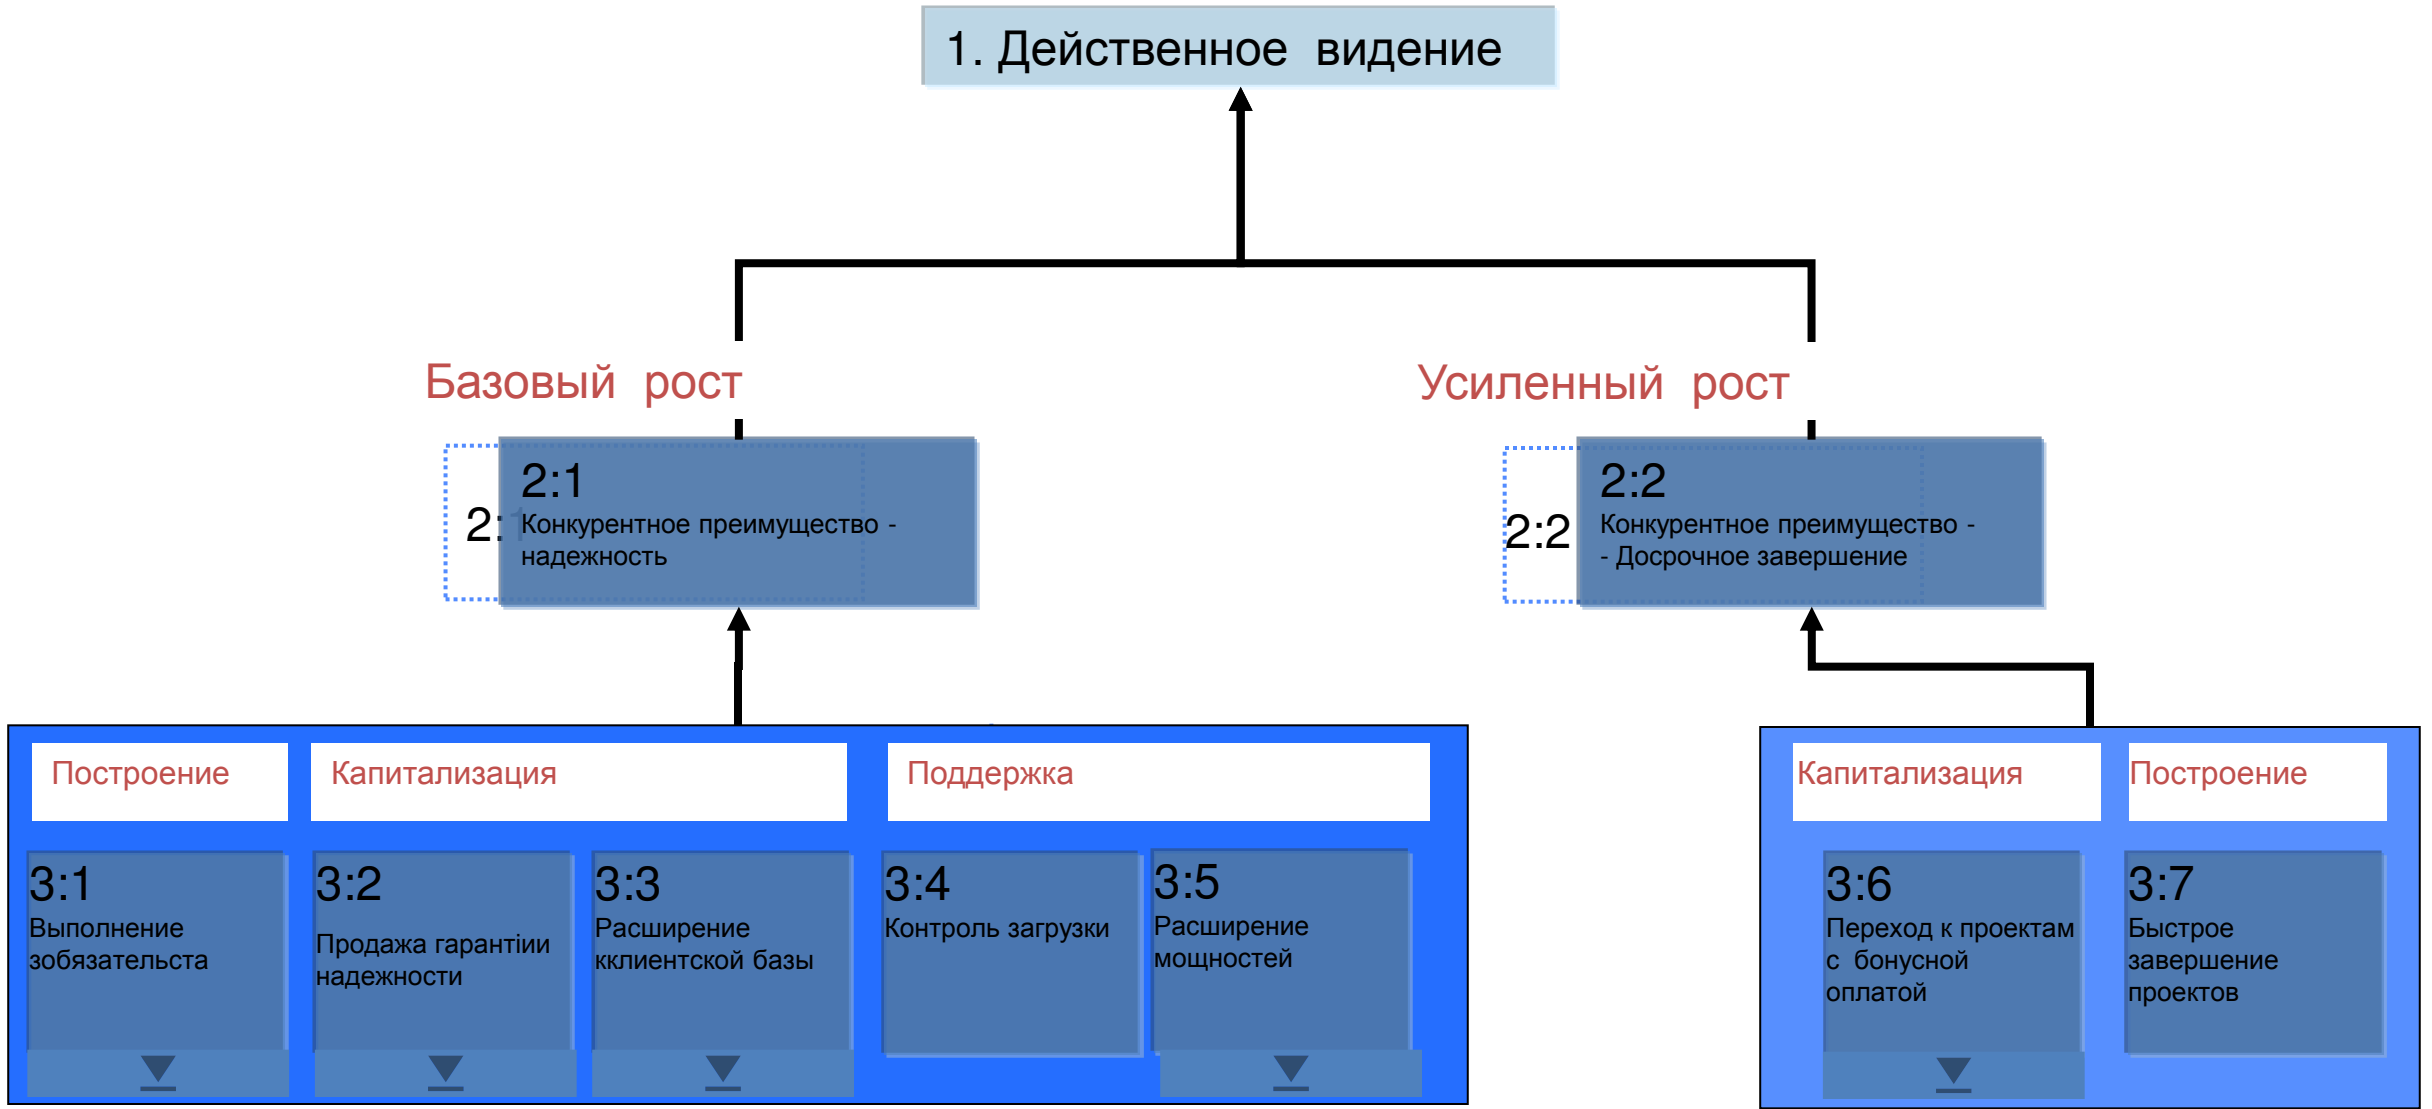 1. Действенное видение
Базовый рост
Усиленный рост
2:1
2:1
Конкурентное преимущество -
надежность
2:2
2:2
Конкурентное преимущество -
- Досрочное завершение
Построение
Капитализация
Поддержка
Капитализация
Построение
3:1
Выполнение
зобязательста
3:2
Продажа гарантіии
надежности
3:3
Расширение
кклиентской базы
3:4
Контроль загрузки
3:5
Расширение
мощностей
3:6
Переход к проектам
с бонусной
оплатой
3:7
Быстрое
завершение
проектов